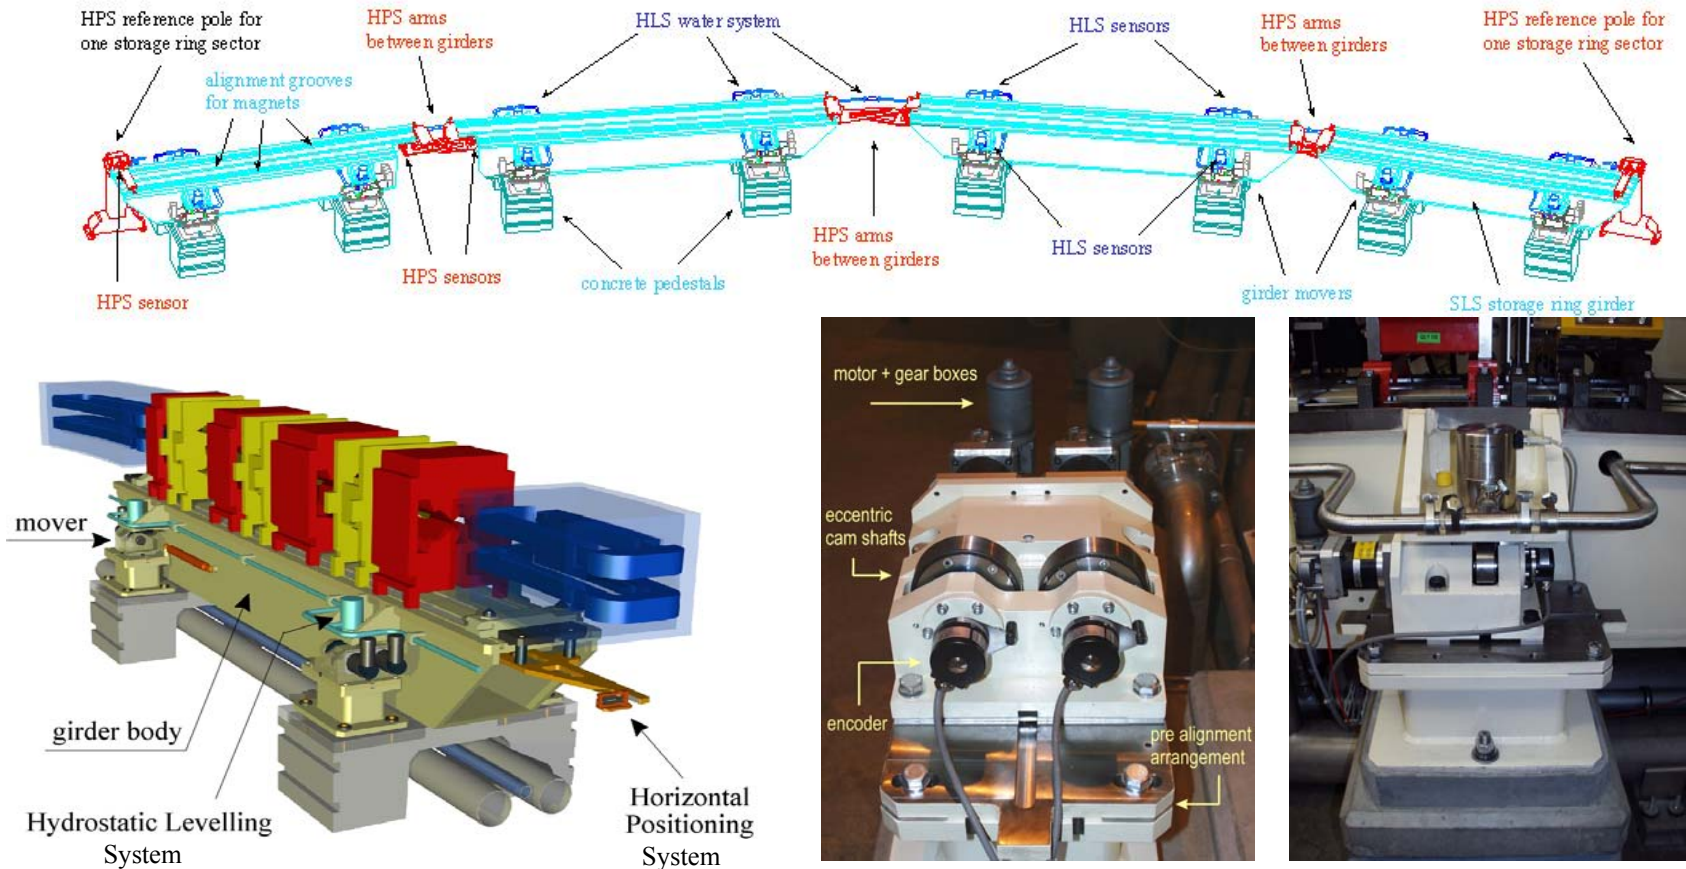 HPS reference pole for
one storage ring sector
HPS arms
between girders
HLS water system
HLS sensors
HPS arms
between girders
HPS reference pole for
one storage ring sector
alignment grooves
for magnets
HPS sensor
HPS sensors
concrete pedestals
HPS arms
between girders
HLS sensors
girder movers
SLS storage ring girder
mover
girder body
Hydrostatic Levelling
System
Horizontal
Positioning
System
motor + gear boxes
eccentric
cam shafts
encoder
pre alignment
arrangement